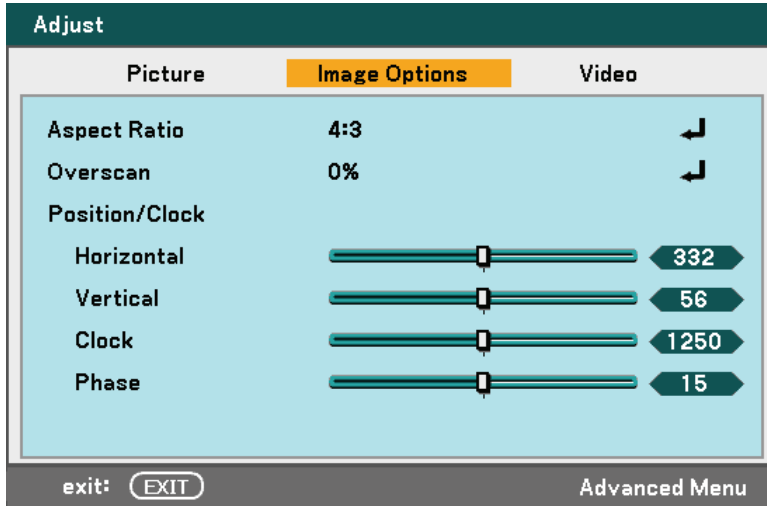 Adjust
Picture Image Options Video
Aspect Ratio 4:3
Overscan 0%
Position/Clock
Horizontal 332
Vertical 56
Clock 1250
Phase 15
exit: EXIT Advanced Menu